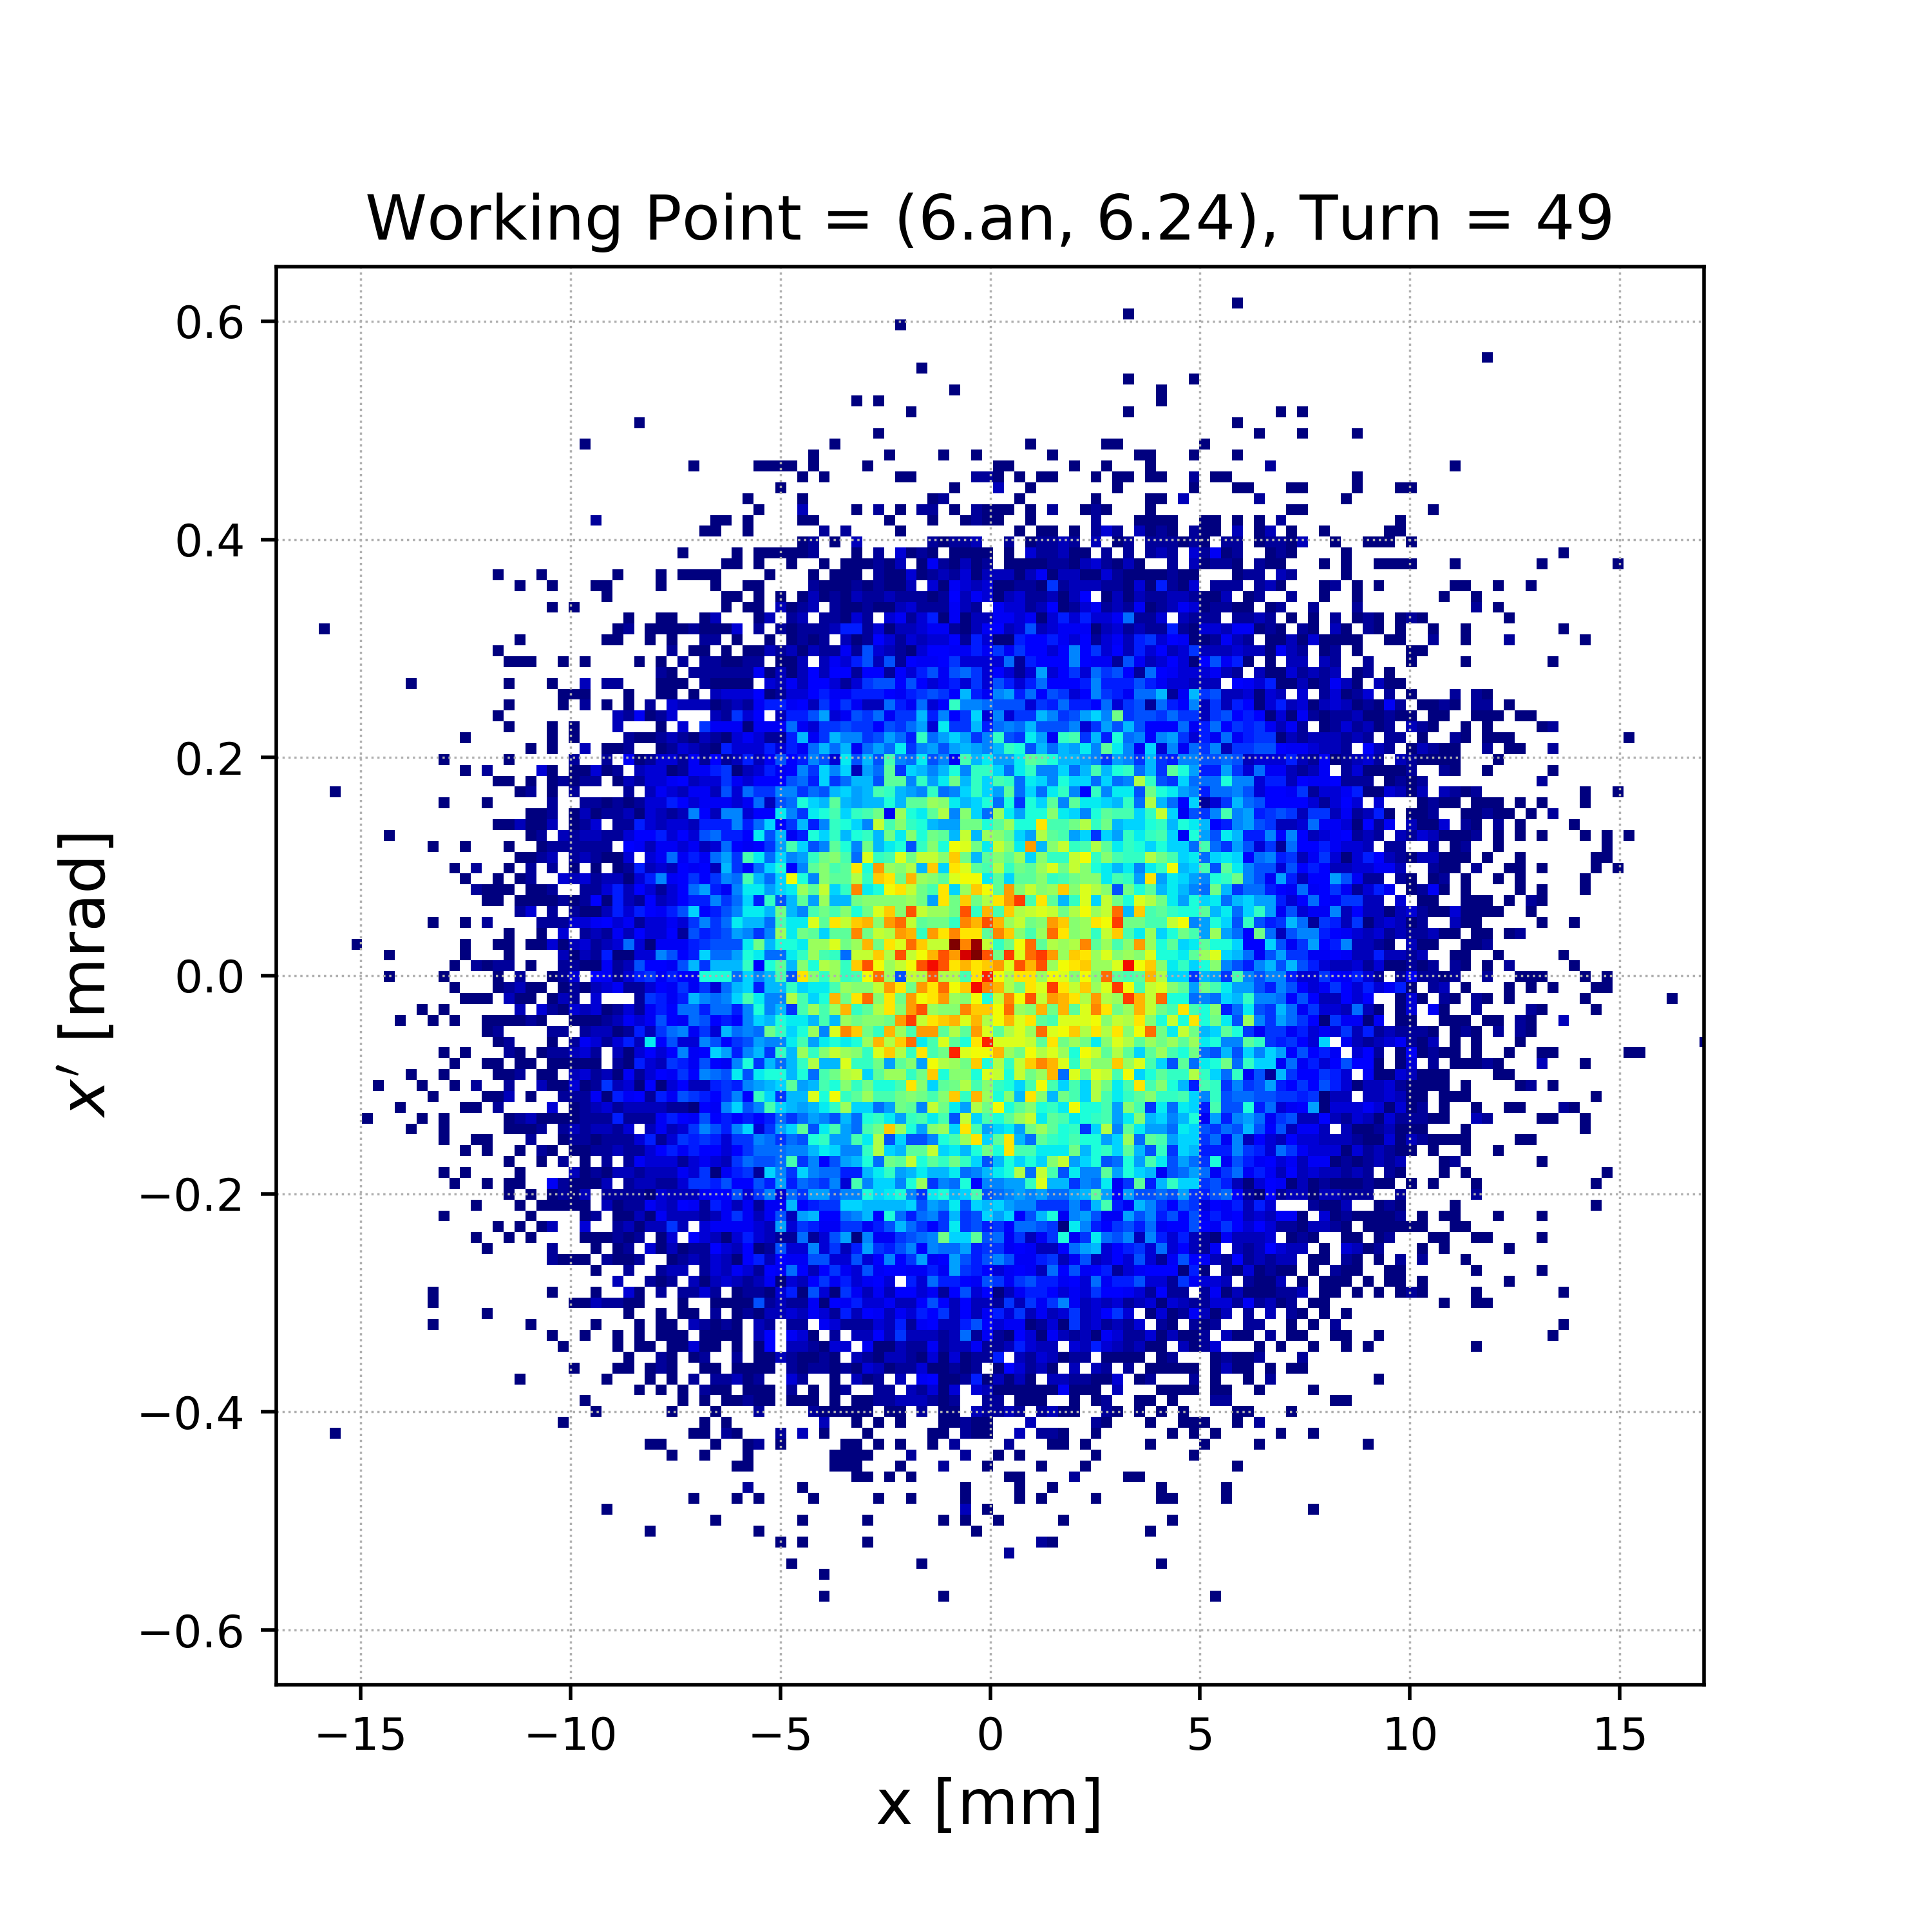 Working Point = (6.an, 6.24), Turn = 49
0.6
0.4
0.2
0.0
−0.2
−0.4
−0.6
x′ [mrad]
−15 −10 −5 0 5 10 15
x [mm]